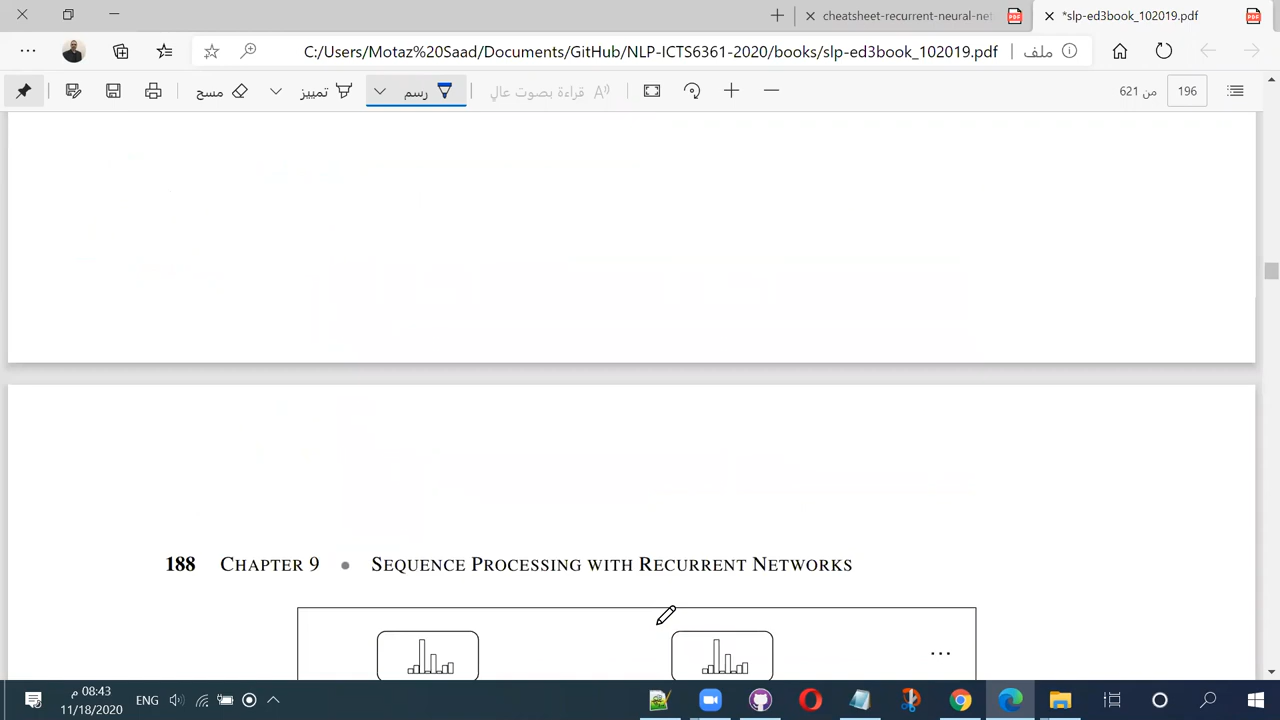 cheatsheet-recurrent-neural-net
*slp-ed3book_102019.pdf
C:/Users/Motaz%20Saad/Documents/GitHub/NLP-ICTS6361-2020/books/slp-ed3book_102019.pdf
ملف
مسح
تمييز
رسم
قراءة بصوت عالٍ
من 621
196
188 CHAPTER 9 • SEQUENCE PROCESSING WITH RECURRENT NETWORKS
...
ENG
08:43 م
11/18/2020